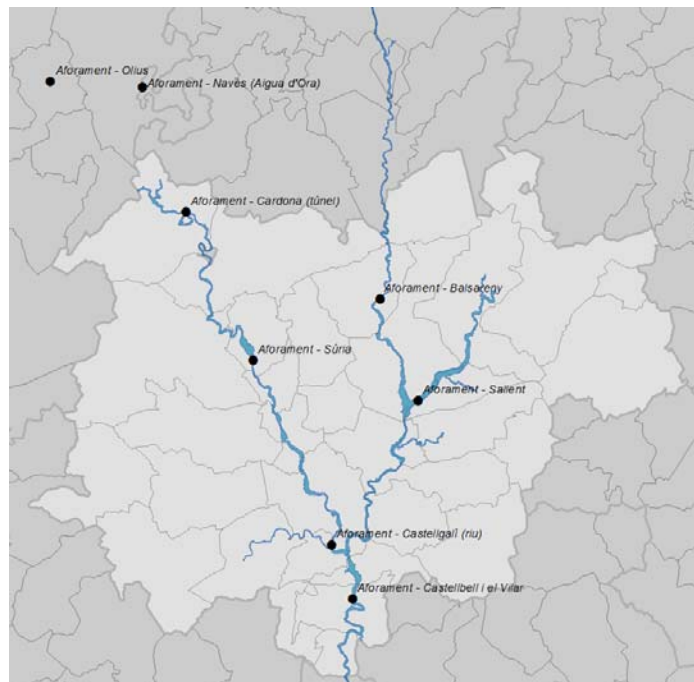 Aforament - Olius
Aforament - Navès (Aigua d'Ora)
Aforament - Cardona (túnel)
Aforament - Balsareny
Aforament - Súria
Aforament - Sallent
Aforament - Castellgalí (riu)
Aforament - Castellbell i el Vilar